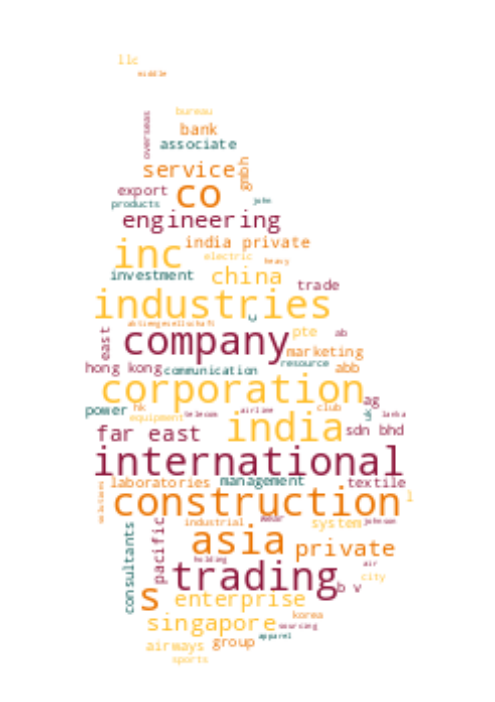 llc
middle
bureau
overseas
bank
associate
service
gmbh
export
co
products
john
engineering
india private
inc
electric
heavy
investment
china
trade
industries
aktiengesellschaft
c
east
company
pte
ab
marketing
resource
hong kong
communication
abb
corporation
ag
power
hk
telecom
airline
club
uk
lanka
equipment
india
far east
sdn bhd
international
laboratories
management
textile
construction
l
industrial
wear
system
johnson
consultants
pacific
asia
private
holding
air
trading
city
b v
s
enterprise
korea
singapore
sourcing
apparel
airways
group
sports